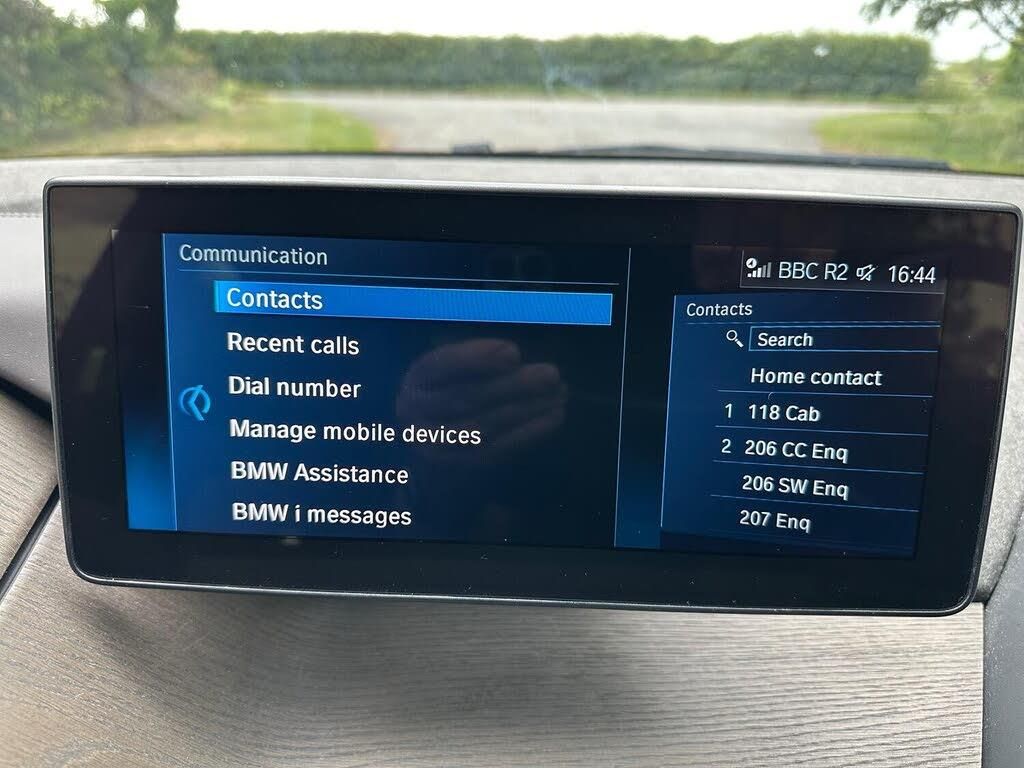 Communication
Contacts
Recent calls
Dial number
Manage mobile devices
BMW Assistance
BMW i messages
BBC R2 16:44
Contacts
Search
Home contact
1 118 Cab
2 206 CC Enq
206 SW Enq
207 Enq